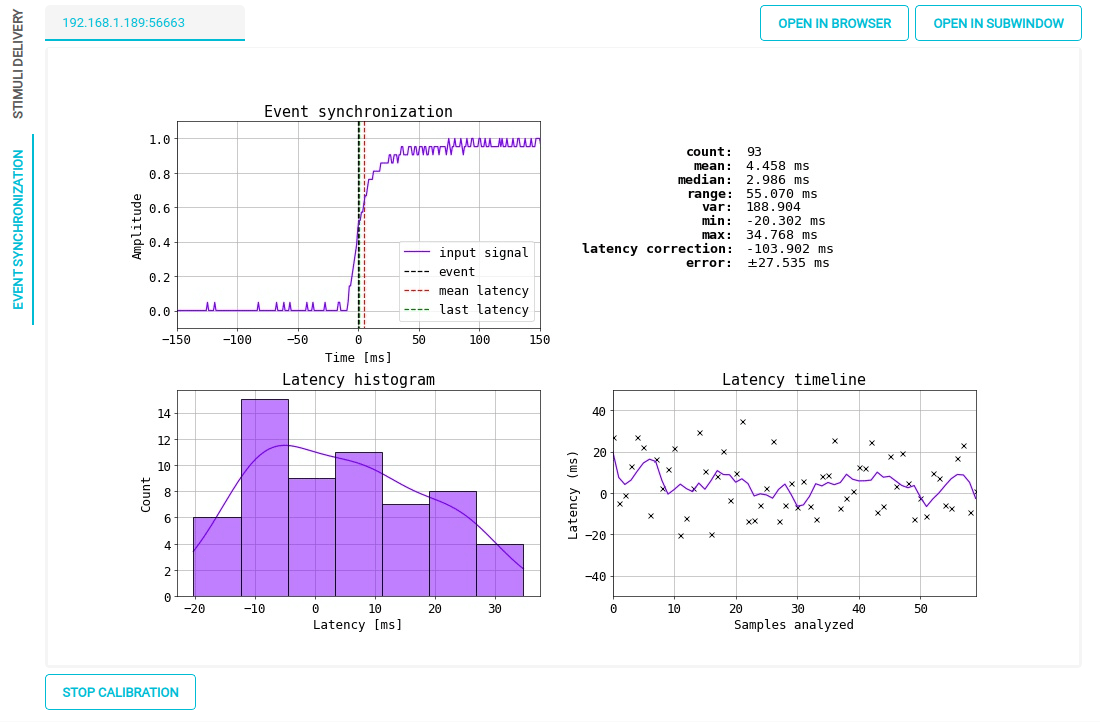 STIMULI DELIVERY
EVENT SYNCHRONIZATION
192.168.1.189:56663
OPEN IN BROWSER
OPEN IN SUBWINDOW
Event synchronization
Amplitude
1.0
0.8
0.6
0.4
0.2
0.0
input signal
event
mean latency
last latency
−150 −100 −50 0 50 100 150
Time [ms]
count: 93
mean: 4.458 ms
median: 2.986 ms
range: 55.070 ms
var: 188.904
min: -20.302 ms
max: 34.768 ms
latency correction: -103.902 ms
error: ±27.535 ms
Latency histogram
Count
14
12
10
8
6
4
2
0
−20 −10 0 10 20 30
Latency [ms]
Latency timeline
Latency (ms)
40
20
0
−20
−40
0 10 20 30 40 50
Samples analyzed
STOP CALIBRATION